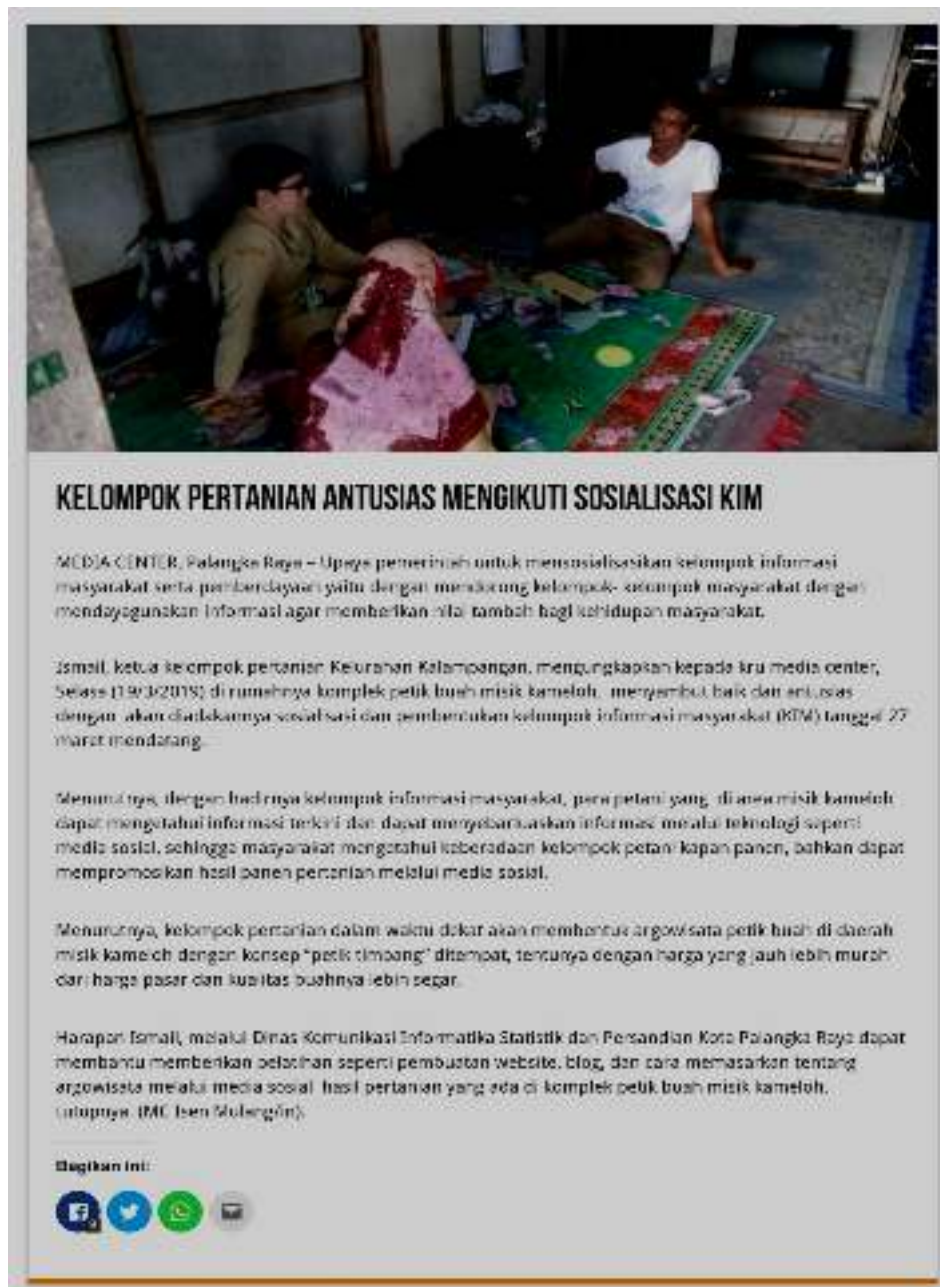 KELOMPOK PERTANIAN ANTUSIAS MENGIKUTI SOSIALISASI KIM
MEDIA CENTER, Palangka Raya – Upaya pemerintah untuk mensosialisasikan kelompok informasi
masyarakat serta pemberdayaan yaitu dengan mendorong kelompok- kelompok masyarakat dengan
mendayagunakan informasi agar memberikan nilai tambah bagi kehidupan masyarakat.
Ismail, ketua kelompok pertanian Kelurahan Kalampangan, mengungkapkan kepada kru media center,
Selasa (19/3/2019) di rumahnya komplek petik buah misik kameloh, menyambut baik dan antusias
dengan akan diadakannya sosialisasi dan pembentukan kelompok informasi masyarakat (KIM) tanggal 27
maret mendatang.
Menurutnya, dengan hadirnya kelompok informasi masyarakat, para petani yang di area misik kameloh
dapat mengetahui informasi terkini dan dapat menyebarluaskan informasi melalui teknologi seperti
media sosial, sehingga masyarakat mengetahui keberadaan kelompok petani kapan panen, bahkan dapat
mempromosikan hasil panen pertanian melalui media sosial.
Menurutnya, kelompok pertanian dalam waktu dekat akan membentuk argowisata petik buah di daerah
misik kameloh dengan konsep "petik timbang" ditempat, tentunya dengan harga yang jauh lebih murah
dari harga pasar dan kualitas buahnya lebih segar.
Harapan Ismail, melalui Dinas Komunikasi Informatika Statistik dan Persandian Kota Palangka Raya dapat
membantu memberikan pelatihan seperti pembuatan website, blog, dan cara memasarkan tentang
argowisata melalui media sosial hasil pertanian yang ada di komplek petik buah misik kameloh,
tutupnya. (MC Isen Mulang/in).
Bagikan ini: